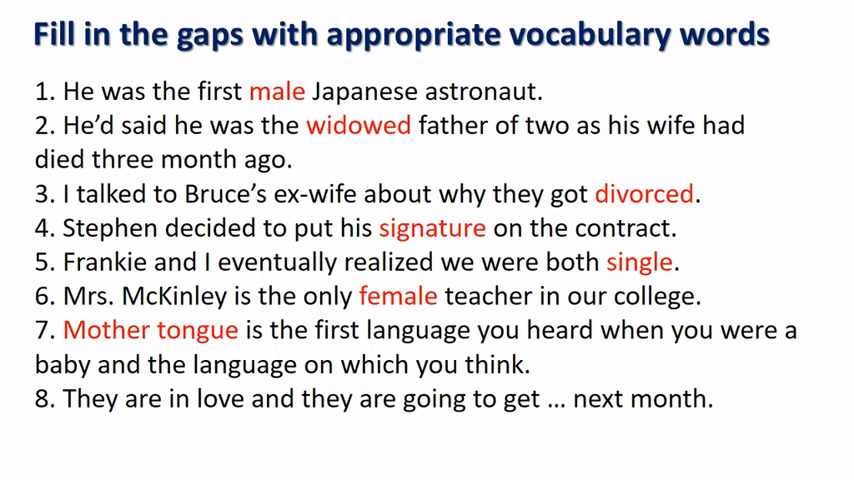 Fill in the gaps with appropriate vocabulary words
1. He was the first male Japanese astronaut.
2. He’d said he was the widowed father of two as his wife had
died three month ago.
3. I talked to Bruce’s ex-wife about why they got divorced.
4. Stephen decided to put his signature on the contract.
5. Frankie and I eventually realized we were both single.
6. Mrs. McKinley is the only female teacher in our college.
7. Mother tongue is the first language you heard when you were a
baby and the language on which you think.
8. They are in love and they are going to get … next month.